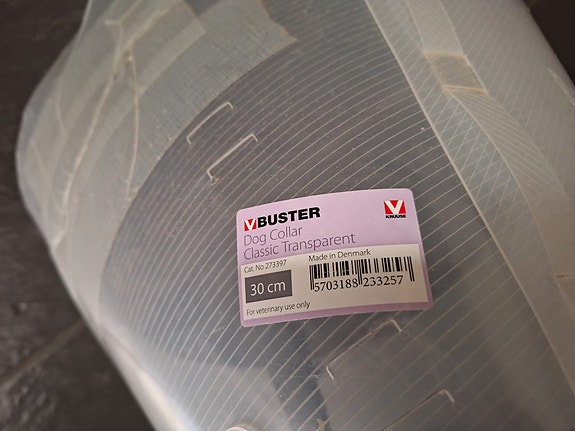 BUSTER
KRUUSE
Dog Collar
Classic Transparent
Cat. No 273397
Made in Denmark
30 cm
5703188 233257
For veterinary use only